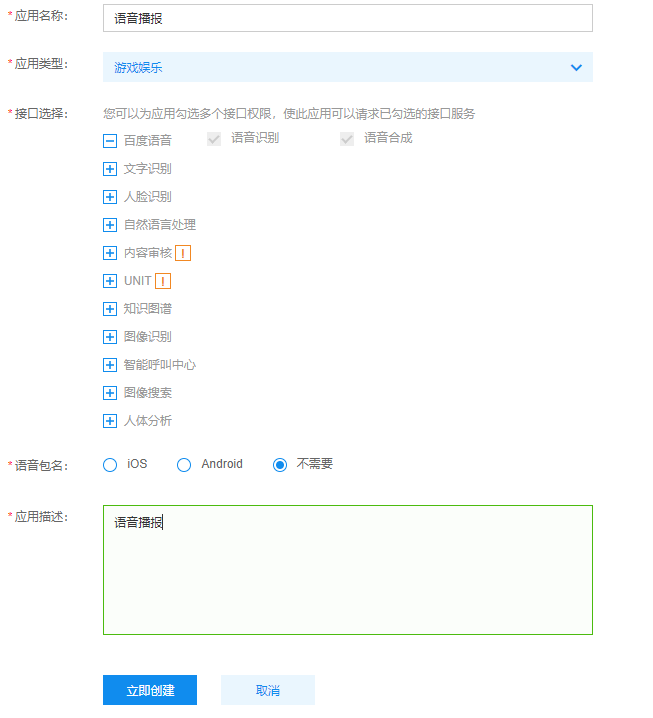 *应用名称： 语音播报
*应用类型： 游戏娱乐
*接口选择： 您可以为应用勾选多个接口权限，使此应用可以请求已勾选的接口服务
百度语音 语音识别 语音合成
文字识别
人脸识别
自然语言处理
内容审核 !
UNIT !
知识图谱
图像识别
智能呼叫中心
图像搜索
人体分析
*语音包名： iOS Android 不需要
*应用描述： 语音播报
立即创建 取消